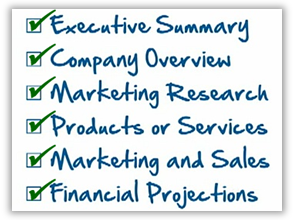 Executive Summary
Company Overview
Marketing Research
Products or Services
Marketing and Sales
Financial Projections